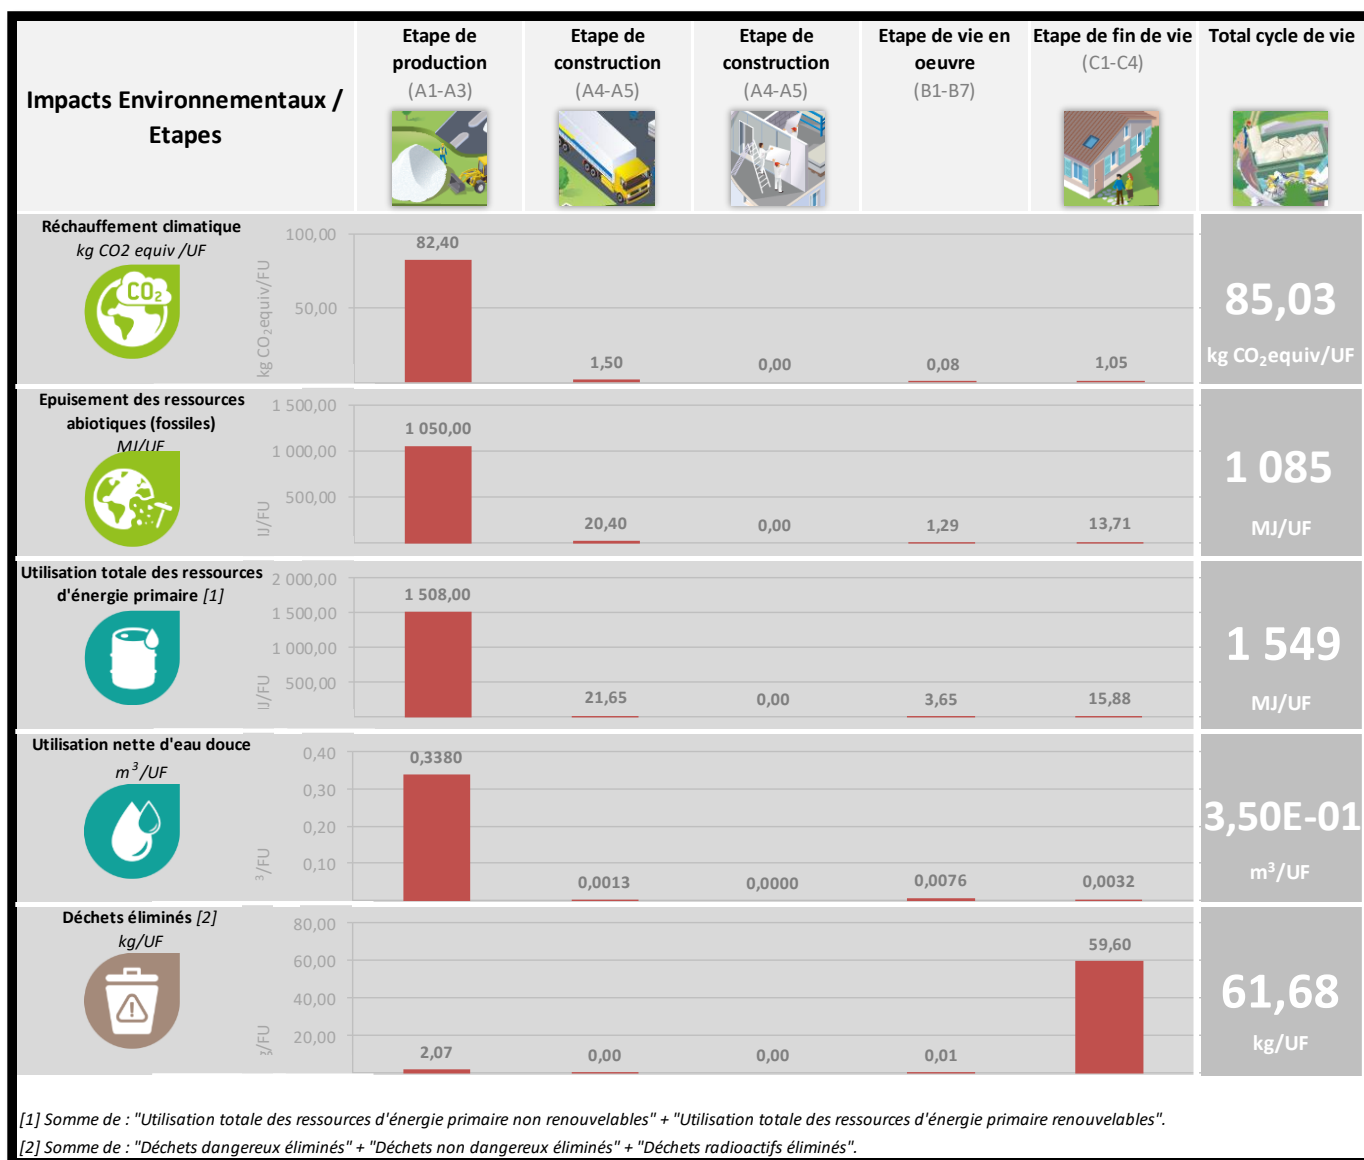 Impacts Environnementaux /
Etapes
Etape de
production
(A1-A3)
Etape de
construction
(A4-A5)
Etape de
construction
(A4-A5)
Etape de vie en
oeuvre
(B1-B7)
Etape de fin de vie
(C1-C4)
Total cycle de vie
Réchauffement climatique
kg CO2 equiv /UF
CO2
kg CO₂equiv/FU
100,00
50,00
82,40
1,50
0,00
0,08
1,05
85,03
kg CO₂equiv/UF
Epuisement des ressources
abiotiques (fossiles)
MJ/UF
/FU
1 500,00
1 000,00
500,00
1 050,00
20,40
0,00
1,29
13,71
1 085
MJ/UF
Utilisation totale des ressources
d'énergie primaire [1]
/FU
2 000,00
1 500,00
1 000,00
500,00
1 508,00
21,65
0,00
3,65
15,88
1 549
MJ/UF
Utilisation nette d'eau douce
m³/UF
³/FU
0,40
0,30
0,20
0,10
0,3380
0,0013
0,0000
0,0076
0,0032
3,50E-01
m³/UF
Déchets éliminés [2]
kg/UF
/FU
80,00
60,00
40,00
20,00
2,07
0,00
0,00
0,01
59,60
61,68
kg/UF
[1] Somme de : "Utilisation totale des ressources d'énergie primaire non renouvelables" + "Utilisation totale des ressources d'énergie primaire renouvelables".
[2] Somme de : "Déchets dangereux éliminés" + "Déchets non dangereux éliminés" + "Déchets radioactifs éliminés".